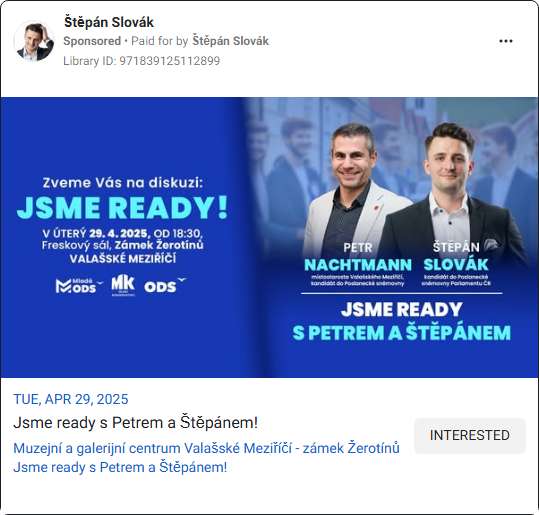 Štěpán Slovák
Sponsored • Paid for by Štěpán Slovák
Library ID: 971839125112899
Zveme Vás na diskuzi:
JSME READY!
V ÚTERÝ 29. 4. 2025, OD 18:30,
Freskový sál, Zámek Žerotínů
VALAŠSKÉ MEZIŘÍČÍ
Mladé ODS
MK
ODS
PETR
NACHTMANN
místostarosta Valašského Meziříčí,
kandidát do Poslanecké
sněmovny
ŠTĚPÁN
SLOVÁK
kandidát do Poslanecké
sněmovny Parlamentu ČR
JSME READY
S PETREM A ŠTĚPÁNEM
TUE, APR 29, 2025
Jsme ready s Petrem a Štěpánem!
Muzejní a galerijní centrum Valašské Meziříčí - zámek Žerotínů
Jsme ready s Petrem a Štěpánem!
INTERESTED